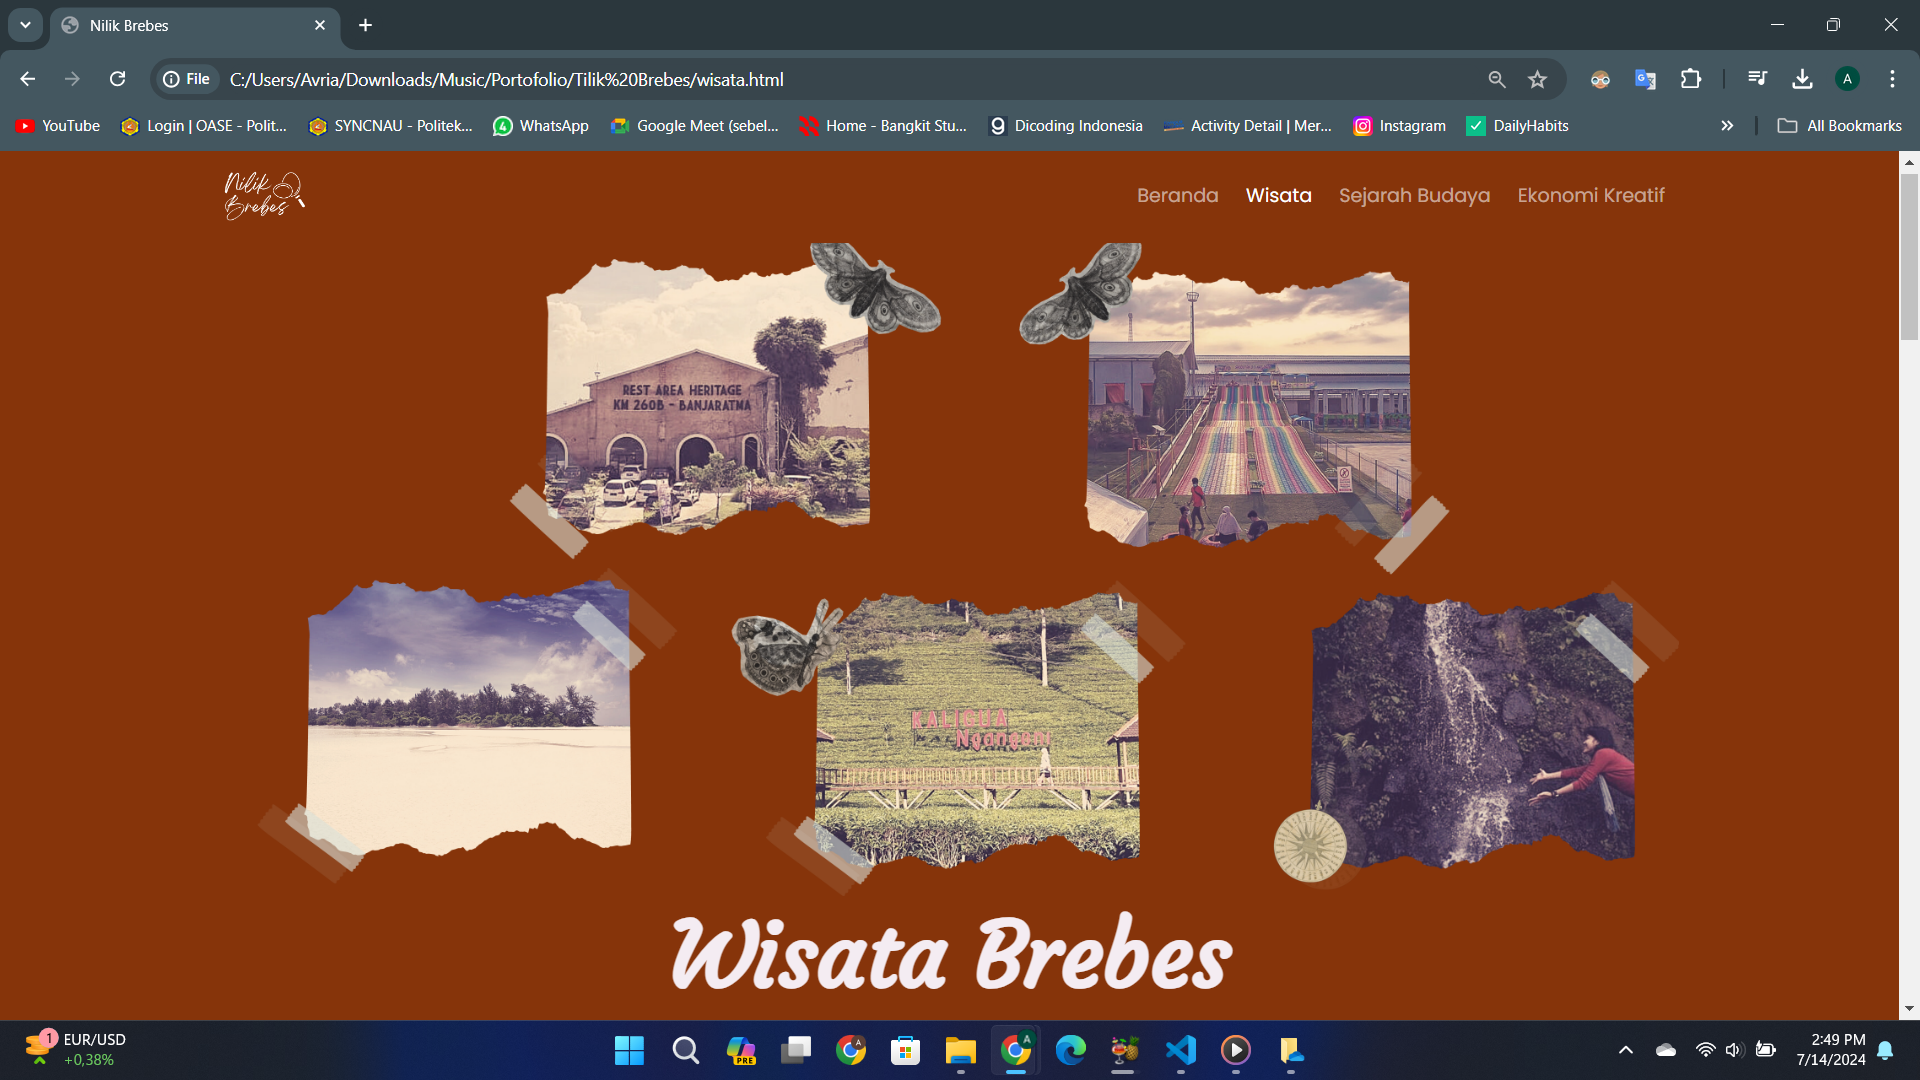 Nilik Brebes
File
C:/Users/Avria/Downloads/Music/Portofolio/Tilik%20Brebes/wisata.html
A
YouTube
Login | OASE - Polit...
SYNCNAU - Politek...
4
WhatsApp
Google Meet (sebel...
Home - Bangkit Stu...
Dicoding Indonesia
Activity Detail | Mer...
Instagram
DailyHabits
All Bookmarks
Nilik
Brebes
Beranda
Wisata
Sejarah Budaya
Ekonomi Kreatif
REST AREA HERITAGE
KM 260B - BANJARATMA
KALIGUA
Wisata Brebes
1
EUR/USD
+0,38%
PRE
A
A
2:49 PM
7/14/2024